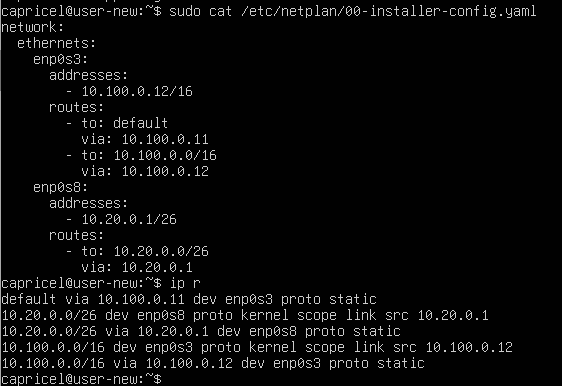 capricel@user-new:~$ sudo cat /etc/netplan/00-installer-config.yaml
network:
  ethernets:
    enp0s3:
      addresses:
        - 10.100.0.12/16
      routes:
        - to: default
          via: 10.100.0.11
        - to: 10.100.0.0/16
          via: 10.100.0.12
    enp0s8:
      addresses:
        - 10.20.0.1/26
      routes:
        - to: 10.20.0.0/26
          via: 10.20.0.1
capricel@user-new:~$ ip r
default via 10.100.0.11 dev enp0s3 proto static
10.20.0.0/26 dev enp0s8 proto kernel scope link src 10.20.0.1
10.20.0.0/26 via 10.20.0.1 dev enp0s8 proto static
10.100.0.0/16 dev enp0s3 proto kernel scope link src 10.100.0.12
10.100.0.0/16 via 10.100.0.12 dev enp0s3 proto static
capricel@user-new:~$